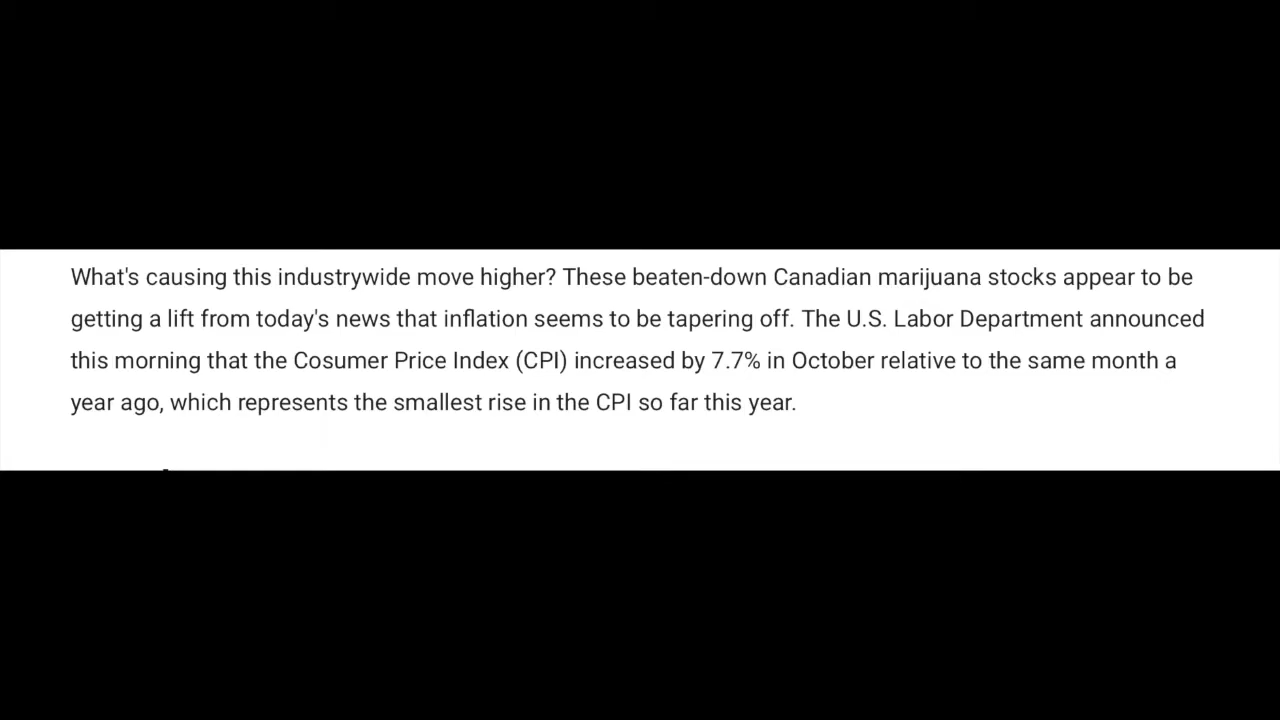 What's causing this industrywide move higher? These beaten-down Canadian marijuana stocks appear to be
getting a lift from today's news that inflation seems to be tapering off. The U.S. Labor Department announced
this morning that the Cosumer Price Index (CPI) increased by 7.7% in October relative to the same month a
year ago, which represents the smallest rise in the CPI so far this year.